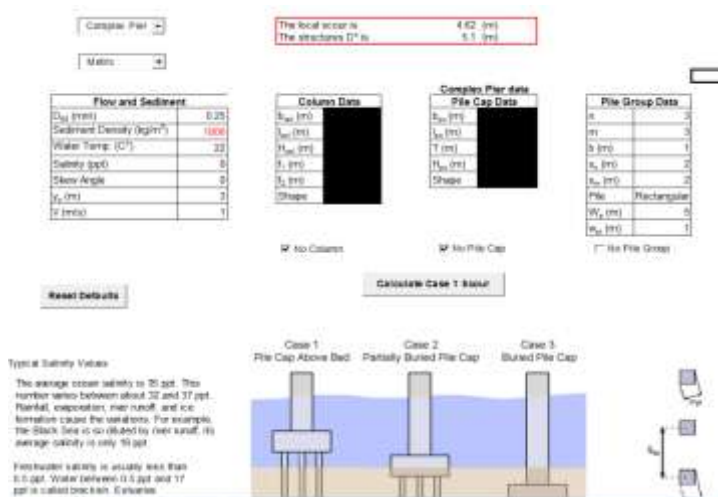 Complex Pier
The local scour is 4.62 (m)
The structures D* is 5.1 (m)
Metric
Complex Pier data
Flow and Sediment
D50 (mm) 0.25
Sediment Density (kg/m³)
Water Temp. (C°) 22
Salinity (ppt) 0
Skew Angle 0
V (m/s) 1
Column Data
Shape
Pile Cap Data
T (m)
Shape
Pile Group Data
n 3
m 3
b (m) 1
2
2
Pile Rectangular
1
No Column
No Pile Cap
No Pile Group
Reset Defaults
Calculate Case 1 Scour
Case 1
Pile Cap Above Bed
Case 2
Partially Buried Pile Cap
Case 3
Buried Pile Cap
Typical Salinity Values
The average ocean salinity is 35 ppt. This
number varies between about 32 and 37 ppt.
Rainfall, evaporation, river runoff, and ice
formation cause the variations. For example,
the Black Sea is so diluted by river runoff, its
average salinity is only 16 ppt.
Freshwater salinity is usually less than
0.5 ppt. Water between 0.5 ppt and 17
ppt is called brackish. Estuaries